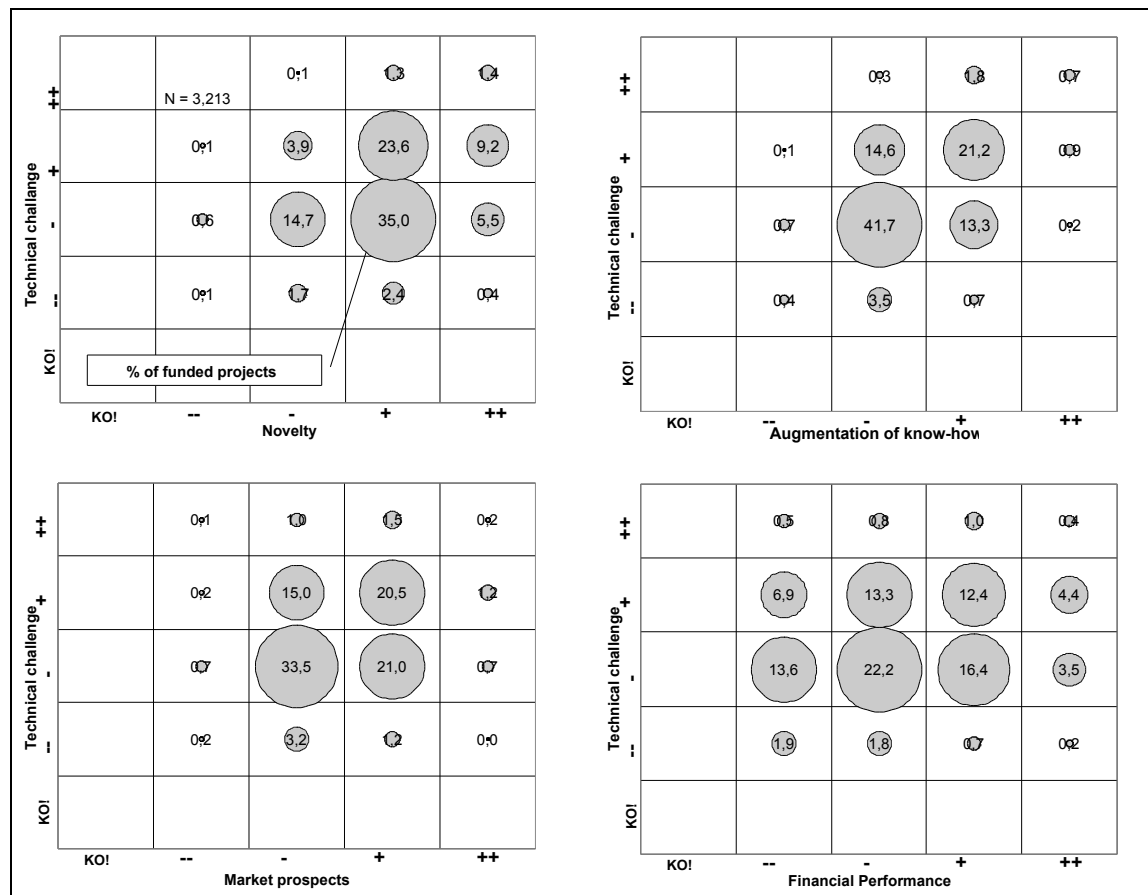 ++
0,1 1,3 1,4
N = 3,213
+
0,1 3,9 23,6 9,2
-
0,6 14,7 35,0 5,5
--
0,1 1,7 2,4 0,4
KO!
Technical challange
% of funded projects
KO! -- - + ++
Novelty
++
0,3 1,8 0,7
+
0,1 14,6 21,2 0,9
-
0,7 41,7 13,3 0,2
--
0,4 3,5 0,7
KO!
Technical challenge
KO! -- - + ++
Augmentation of know-how
++
0,1 1,0 1,5 0,2
+
0,2 15,0 20,5 1,2
-
0,7 33,5 21,0 0,7
--
0,2 3,2 1,2 0,0
KO!
Technical challenge
KO! -- - + ++
Market prospects
++
0,5 0,8 1,0 0,4
+
6,9 13,3 12,4 4,4
-
13,6 22,2 16,4 3,5
--
1,9 1,8 0,7 0,2
KO!
Technical challenge
KO! -- - + ++
Financial Performance